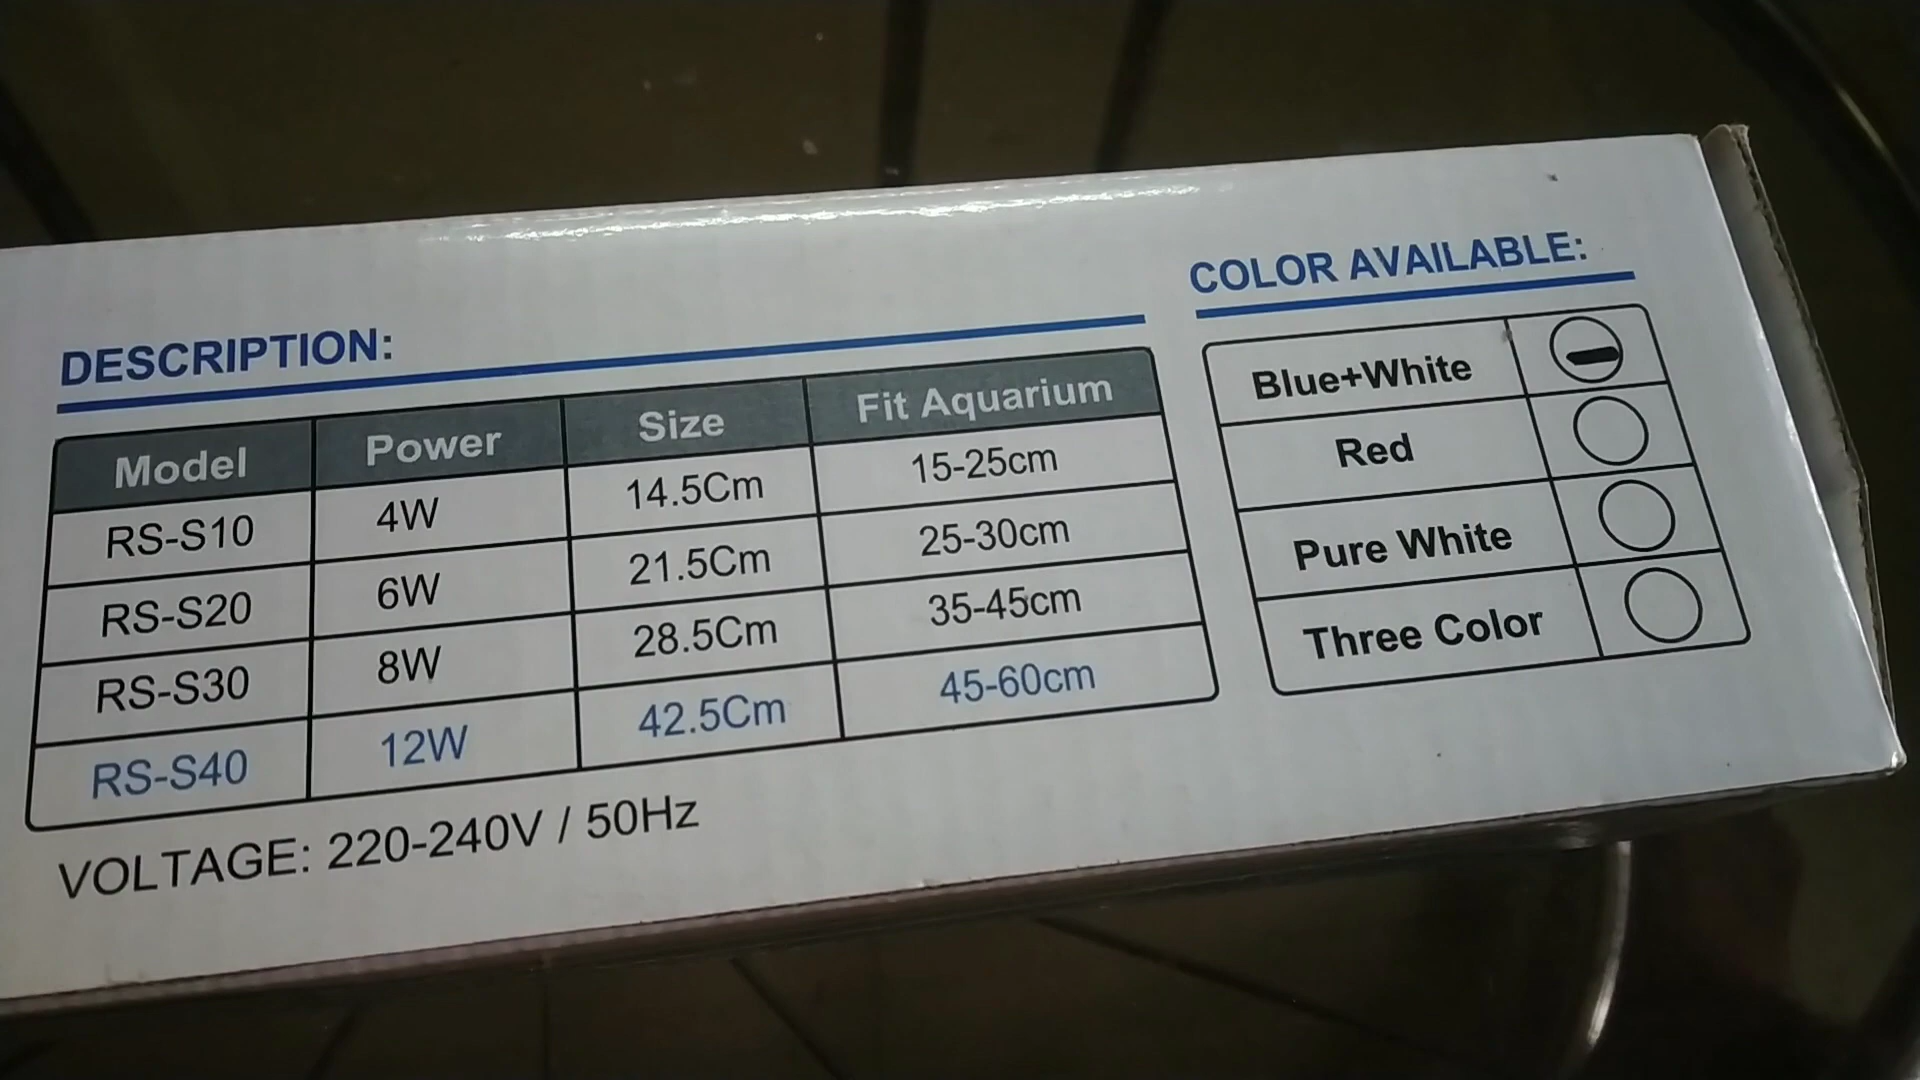 DESCRIPTION:
Model Power Size Fit Aquarium
RS-S10 4W 14.5Cm 15-25cm
RS-S20 6W 21.5Cm 25-30cm
RS-S30 8W 28.5Cm 35-45cm
RS-S40 12W 42.5Cm 45-60cm
VOLTAGE: 220-240V / 50Hz
COLOR AVAILABLE:
Blue+White
Red
Pure White
Three Color